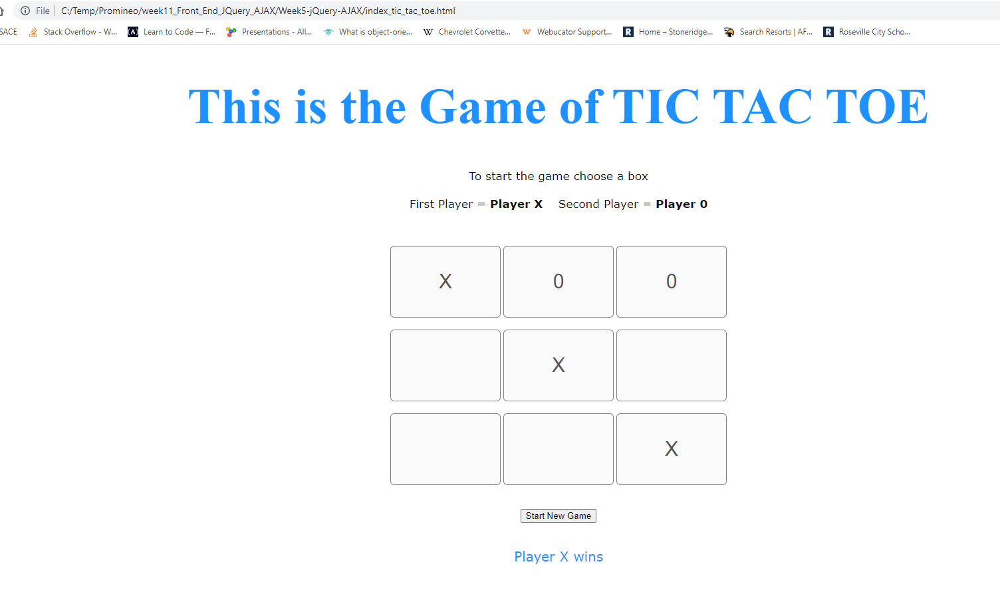 File C:/Temp/Promineo/week11_Front_End_JQuery_AJAX/Week5-jQuery-AJAX/index_tic_tac_toe.html
SACE Stack Overflow - W... Learn to Code — F... Presentations - All... What is object-orie... W Chevrolet Corvette... W Webucator Support... R Home – Stoneridge... Search Resorts | AF... R Roseville City Scho...
This is the Game of TIC TAC TOE
To start the game choose a box
First Player = Player X Second Player = Player 0
X 0 0
X
X
Start New Game
Player X wins